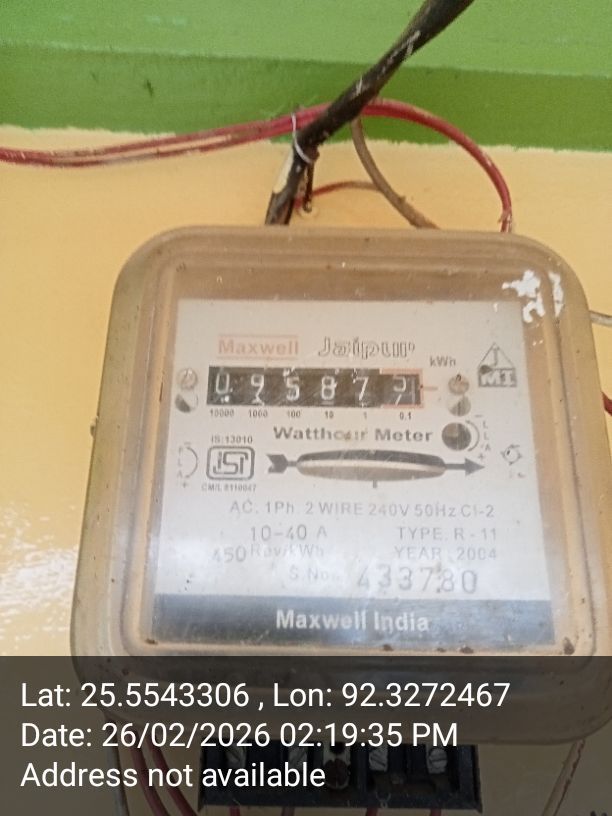 Maxwell Jaipur
kWh
0 9 5 8 7
10000 1000 100 10 1 0.1
Watthour Meter
IS:13010
CM/L 8110047
AC. 1Ph. 2 WIRE 240V 50Hz Cl-2
10-40 A TYPE. R - 11
450 Rev/kWh YEAR. 2004
S.No. 433780
Maxwell India
Lat: 25.5543306 , Lon: 92.3272467
Date: 26/02/2026 02:19:35 PM
Address not available